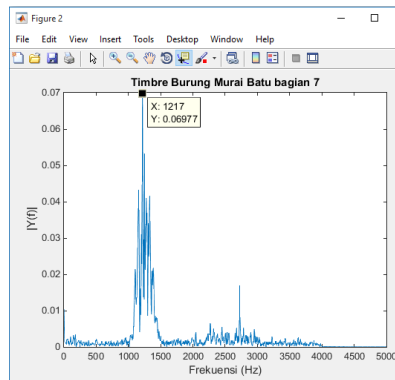 Figure 2
File Edit View Insert Tools Desktop Window Help
Timbre Burung Murai Batu bagian 7
X: 1217
Y: 0.06977
|Y(f)|
0.07
0.06
0.05
0.04
0.03
0.02
0.01
0
0 500 1000 1500 2000 2500 3000 3500 4000 4500 5000
Frekuensi (Hz)